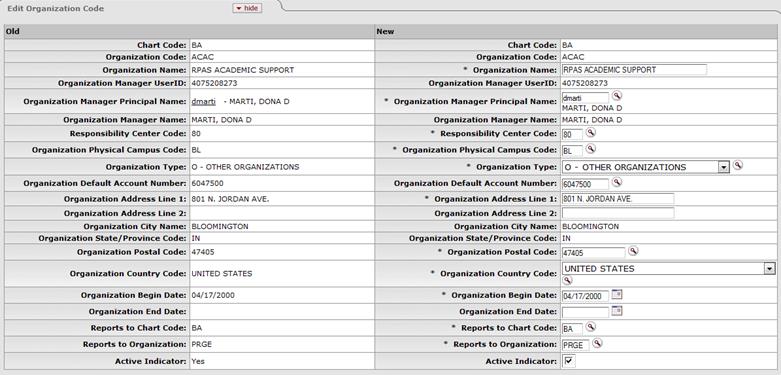 Edit Organization Code
hide
Old New
Chart Code: BA Chart Code: BA
Organization Code: ACAC Organization Code: ACAC
Organization Name: RPAS ACADEMIC SUPPORT * Organization Name: RPAS ACADEMIC SUPPORT
Organization Manager UserID: 4075208273 Organization Manager UserID: 4075208273
Organization Manager Principal Name: dmarti - MARTI, DONA D * Organization Manager Principal Name: dmarti
MARTI, DONA D
Organization Manager Name: MARTI, DONA D Organization Manager Name: MARTI, DONA D
Responsibility Center Code: 80 * Responsibility Center Code: 80
Organization Physical Campus Code: BL * Organization Physical Campus Code: BL
Organization Type: O - OTHER ORGANIZATIONS * Organization Type: O - OTHER ORGANIZATIONS
Organization Default Account Number: 6047500 Organization Default Account Number: 6047500
Organization Address Line 1: 801 N. JORDAN AVE. * Organization Address Line 1: 801 N. JORDAN AVE.
Organization Address Line 2: Organization Address Line 2:
Organization City Name: BLOOMINGTON Organization City Name: BLOOMINGTON
Organization State/Province Code: IN Organization State/Province Code: IN
Organization Postal Code: 47405 * Organization Postal Code: 47405
Organization Country Code: UNITED STATES * Organization Country Code: UNITED STATES
Organization Begin Date: 04/17/2000 * Organization Begin Date: 04/17/2000
Organization End Date: Organization End Date:
Reports to Chart Code: BA * Reports to Chart Code: BA
Reports to Organization: PRGE * Reports to Organization: PRGE
Active Indicator: Yes Active Indicator: